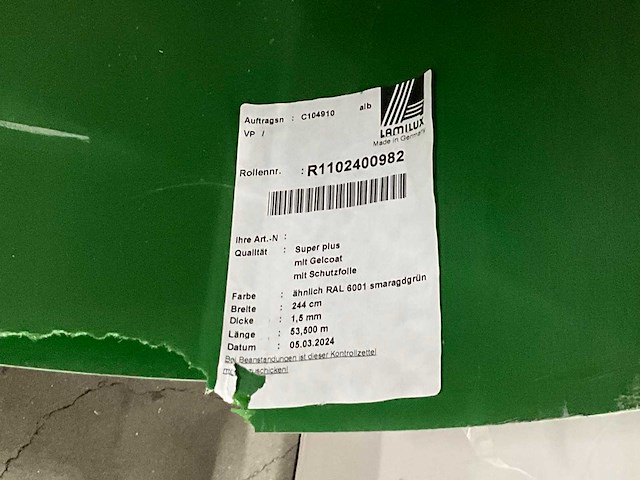 Auftragsn : C104910 alb
VP /
LAMILUX
Made in Germany
Rollennr. : R1102400982
Ihre Art.-N :
Qualität : Super plus
mit Gelcoat
mit Schutzfolie
Farbe : ähnlich RAL 6001 smaragdgrün
Breite : 244 cm
Dicke : 1,5 mm
Länge : 53,500 m
Datum : 05.03.2024
Bei Beanstandungen ist dieser Kontrollzettel